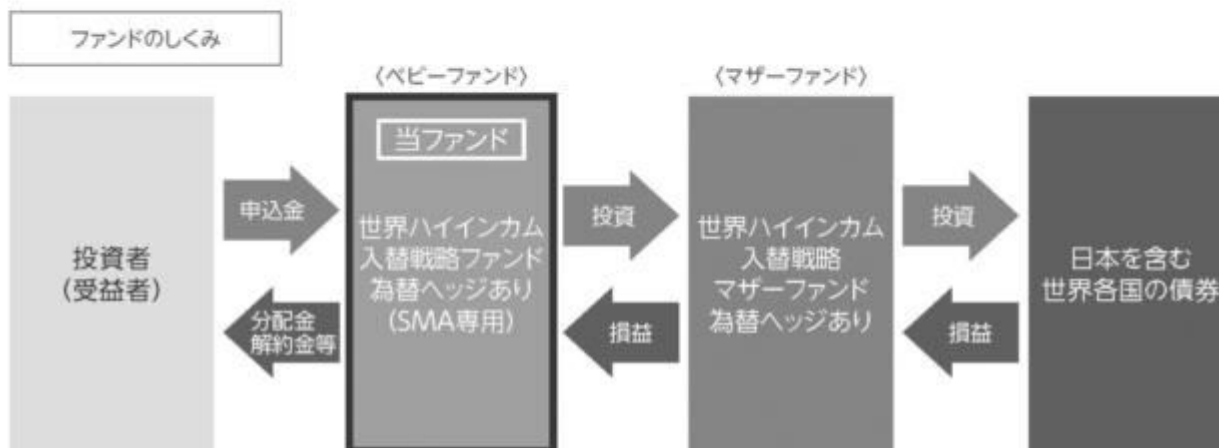 ファンドのしくみ
〈ベビーファンド〉
〈マザーファンド〉
投資者
(受益者)
申込金
分配金
解約金等
当ファンド
世界ハイインカム
入替戦略ファンド
為替ヘッジあり
(SMA専用)
投資
損益
世界ハイインカム
入替戦略
マザーファンド
為替ヘッジあり
投資
損益
日本を含む
世界各国の債券